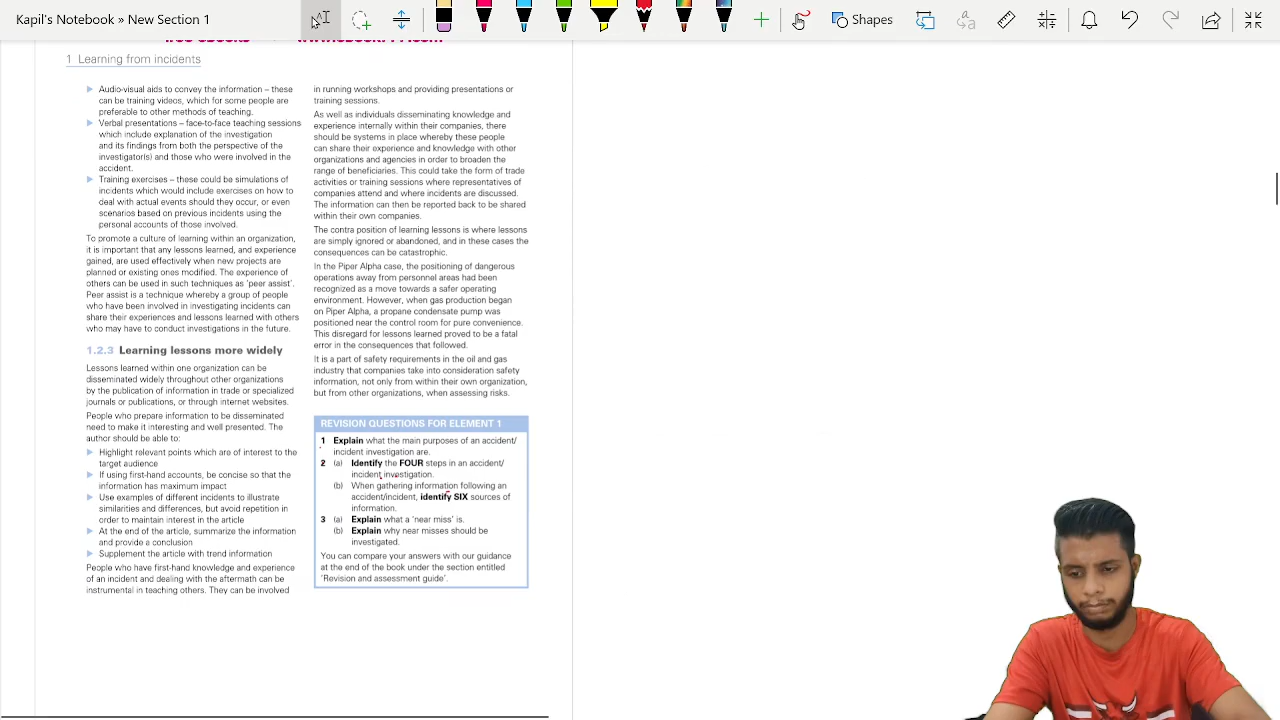 Kapil's Notebook » New Section 1
Shapes
1 Learning from incidents
Audio-visual aids to convey the information – these
can be training videos, which for some people are
preferable to other methods of teaching.
Verbal presentations – face-to-face teaching sessions
which include explanation of the investigation
and its findings from both the perspective of the
investigator(s) and those who were involved in the
accident.
Training exercises – these could be simulations of
incidents which would include exercises on how to
deal with actual events should they occur, or even
scenarios based on previous incidents using the
personal accounts of those involved.
To promote a culture of learning within an organization,
it is important that any lessons learned, and experience
gained, are used effectively when new projects are
planned or existing ones modified. The experience of
others can be used in such techniques as 'peer assist'.
Peer assist is a technique whereby a group of people
who have been involved in investigating incidents can
share their experiences and lessons learned with others
who may have to conduct investigations in the future.
1.2.3 Learning lessons more widely
Lessons learned within one organization can be
disseminated widely throughout other organizations
by the publication of information in trade or specialized
journals or publications, or through internet websites.
People who prepare information to be disseminated
need to make it interesting and well presented. The
author should be able to:
Highlight relevant points which are of interest to the
target audience
If using first-hand accounts, be concise so that the
information has maximum impact
Use examples of different incidents to illustrate
similarities and differences, but avoid repetition in
order to maintain interest in the article
At the end of the article, summarize the information
and provide a conclusion
Supplement the article with trend information
People who have first-hand knowledge and experience
of an incident and dealing with the aftermath can be
instrumental in teaching others. They can be involved
in running workshops and providing presentations or
training sessions.
As well as individuals disseminating knowledge and
experience internally within their companies, there
should be systems in place whereby these people
can share their experience and knowledge with other
organizations and agencies in order to broaden the
range of beneficiaries. This could take the form of trade
activities or training sessions where representatives of
companies attend and where incidents are discussed.
The information can then be reported back to be shared
within their own companies.
The contra position of learning lessons is where lessons
are simply ignored or abandoned, and in these cases the
consequences can be catastrophic.
In the Piper Alpha case, the positioning of dangerous
operations away from personnel areas had been
recognized as a move towards a safer operating
environment. However, when gas production began
on Piper Alpha, a propane condensate pump was
positioned near the control room for pure convenience.
This disregard for lessons learned proved to be a fatal
error in the consequences that followed.
It is a part of safety requirements in the oil and gas
industry that companies take into consideration safety
information, not only from within their own organization,
but from other organizations, when assessing risks.
REVISION QUESTIONS FOR ELEMENT 1
1 Explain what the main purposes of an accident/
incident investigation are.
2 (a) Identify the FOUR steps in an accident/
incident investigation.
(b) When gathering information following an
accident/incident, identify SIX sources of
information.
3 (a) Explain what a 'near miss' is.
(b) Explain why near misses should be
investigated.
You can compare your answers with our guidance
at the end of the book under the section entitled
'Revision and assessment guide'.